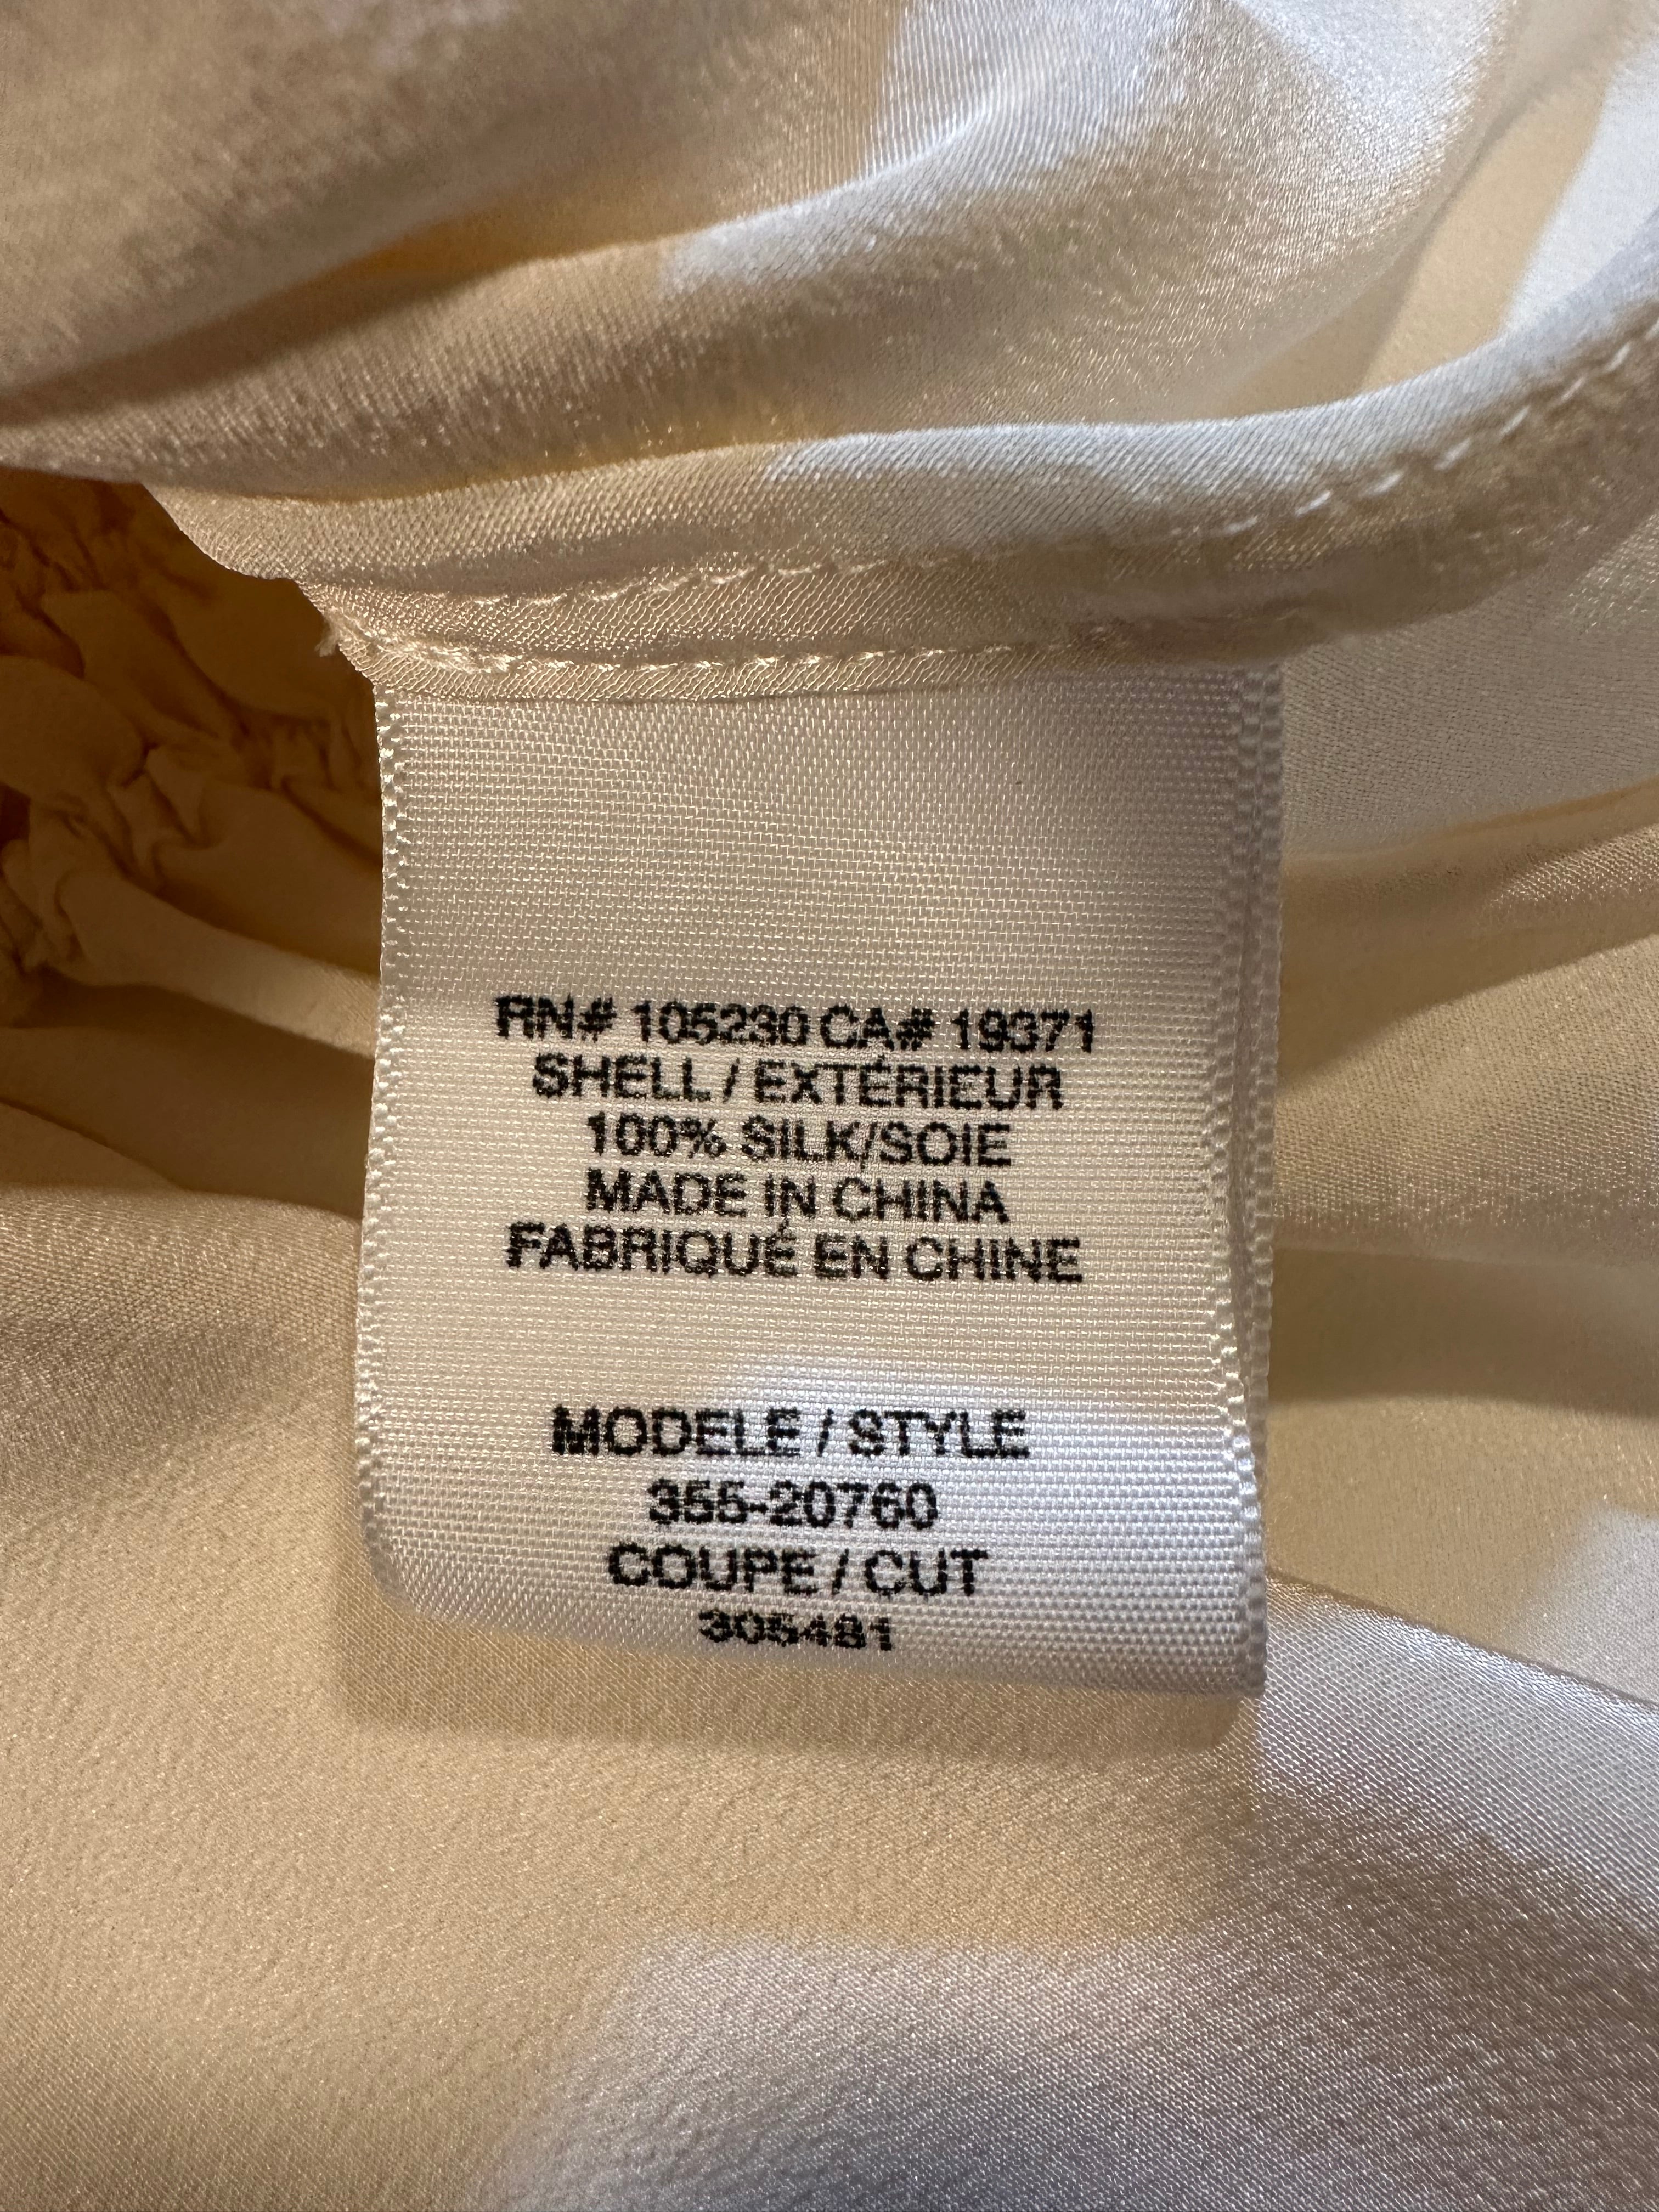 RN# 105230 CA# 19371
SHELL / EXTÉRIEUR
100% SILK/SOIE
MADE IN CHINA
FABRIQUÉ EN CHINE
MODELE / STYLE
355-20760
COUPE / CUT
305481